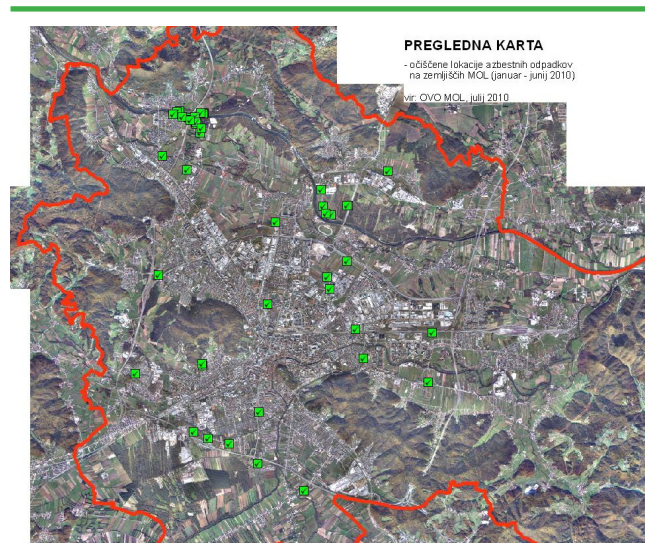 PREGLEDNA KARTA
- očiščene lokacije azbestnih odpadkov
na zemljiščih MOL (januar - junij 2010)
vir: OVO MOL, julij 2010